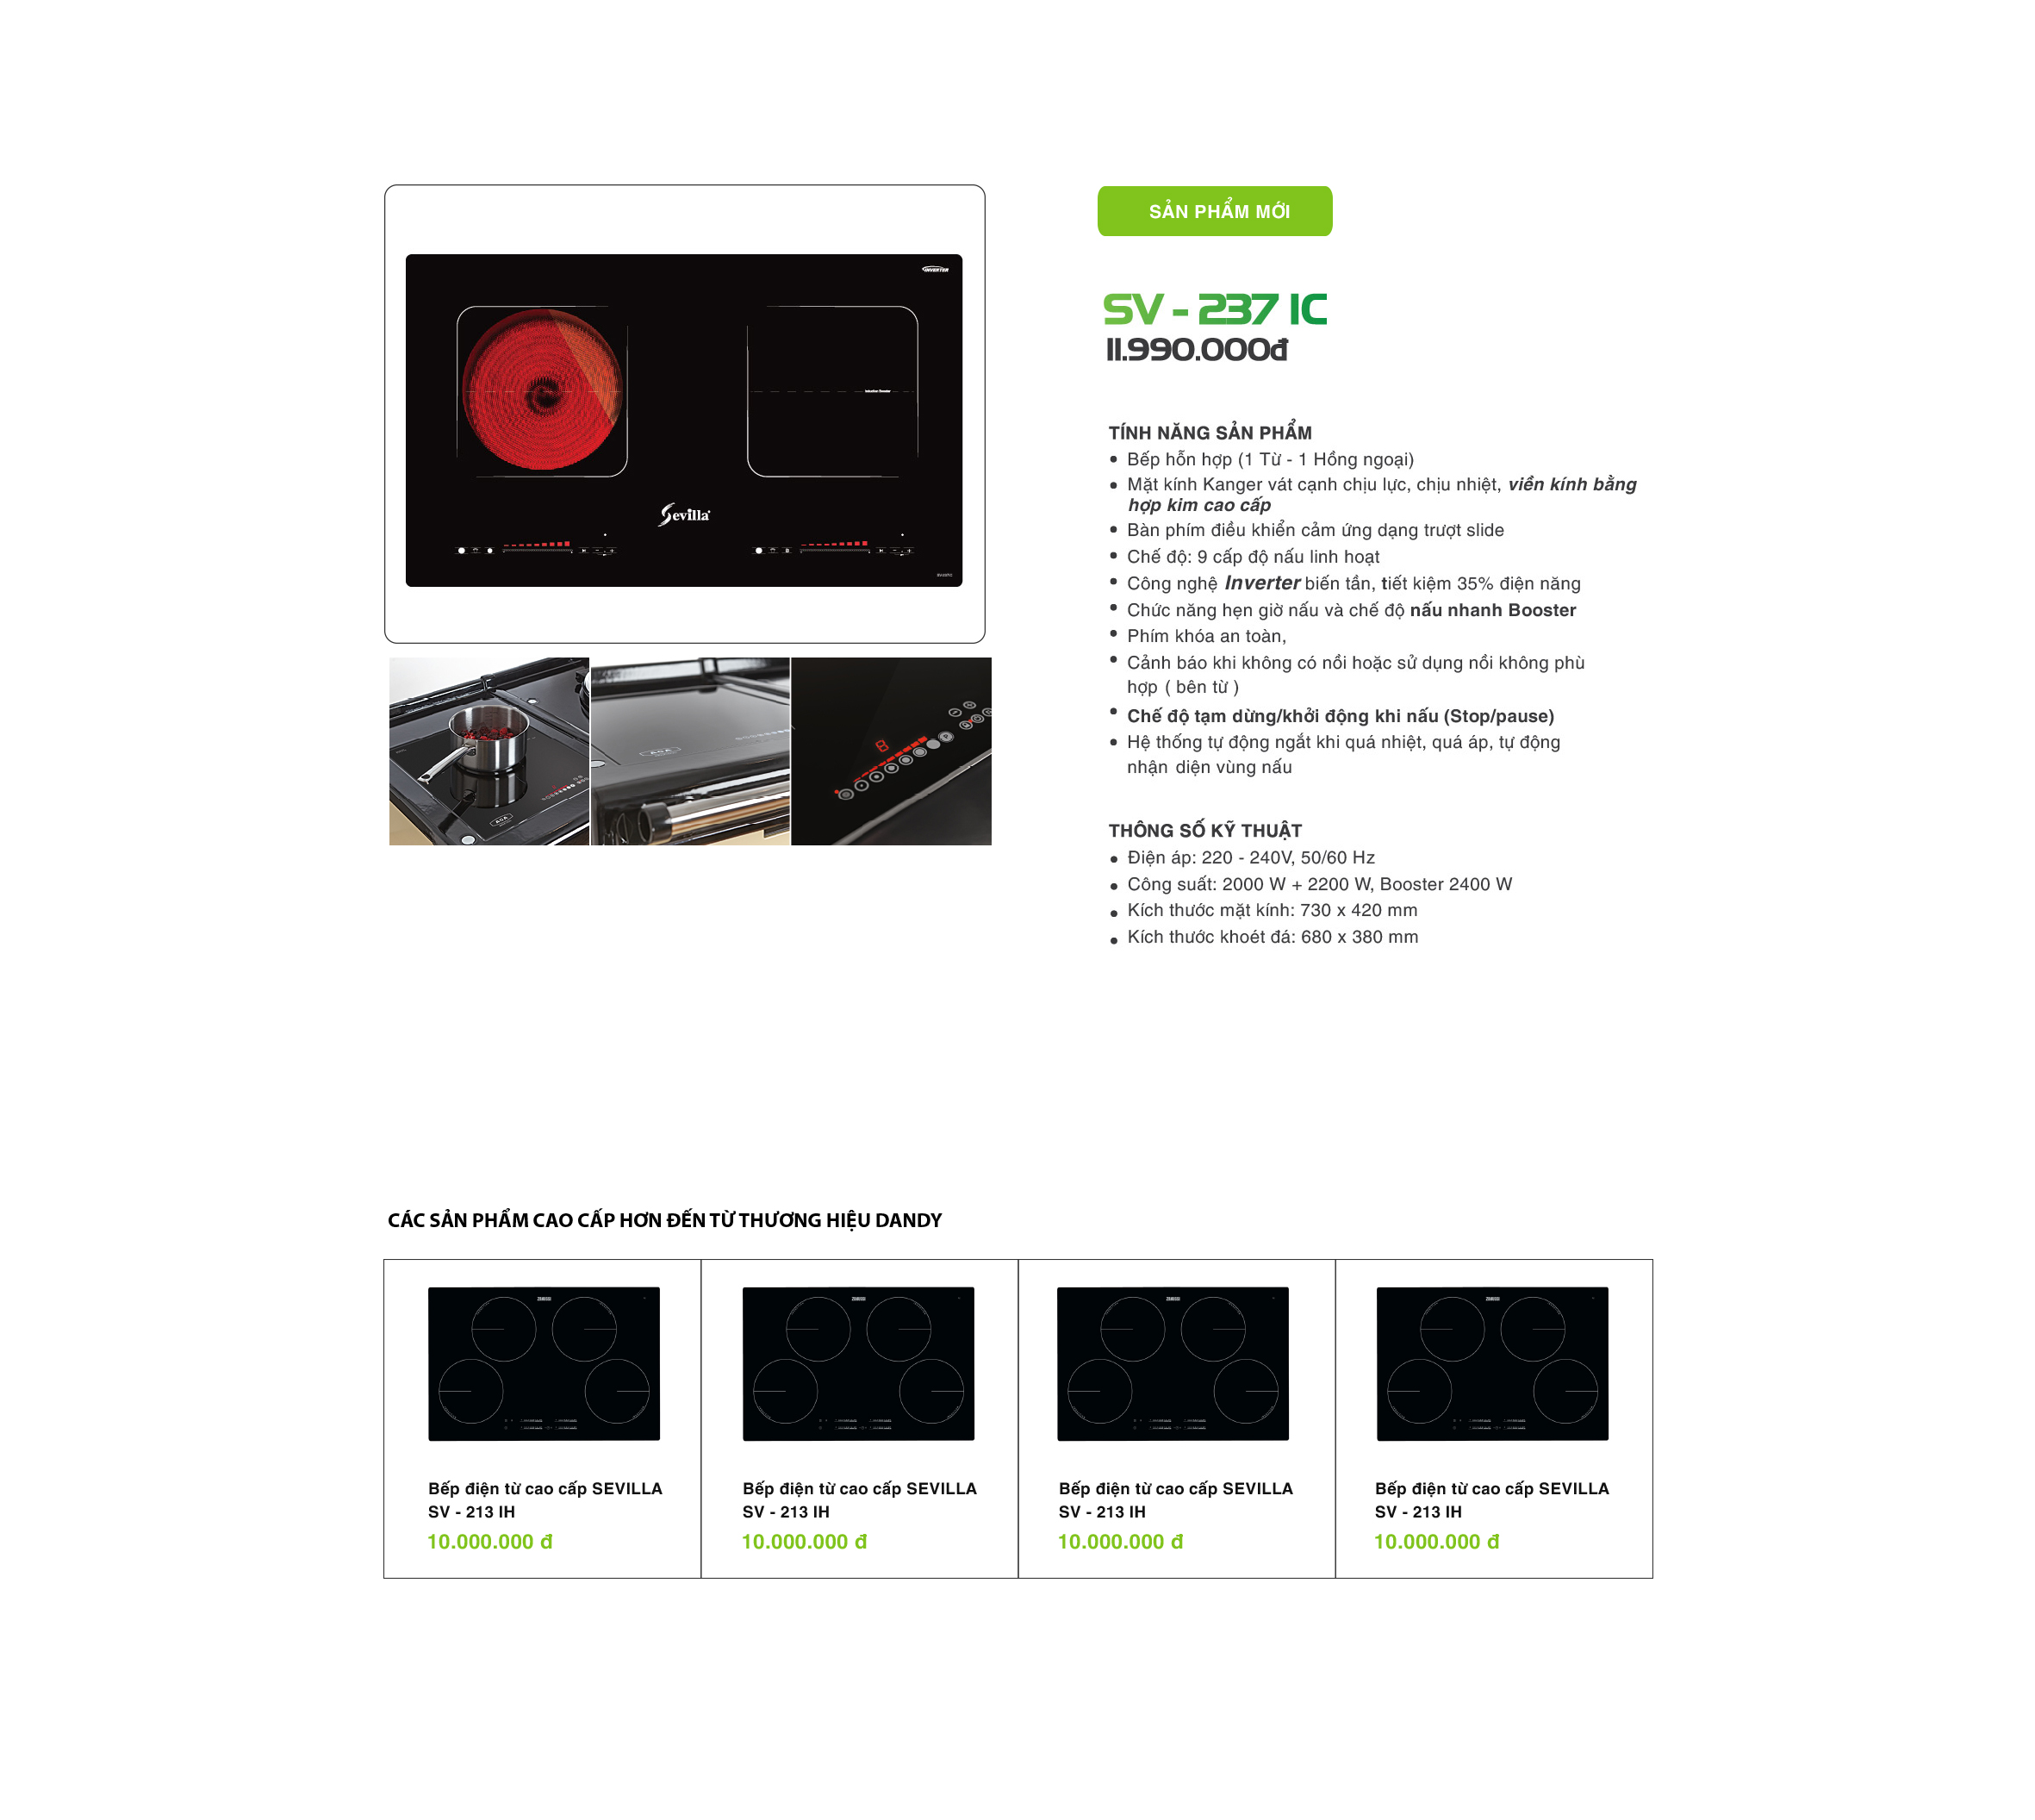 INVERTER
Induction Booster
Sevilla
SẢN PHẨM MỚI
SV - 237 IC
11.990.000đ
TÍNH NĂNG SẢN PHẨM
• Bếp hỗn hợp (1 Từ - 1 Hồng ngoại)
• Mặt kính Kanger vát cạnh chịu lực, chịu nhiệt, viền kính bằng
hợp kim cao cấp
• Bàn phím điều khiển cảm ứng dạng trượt slide
• Chế độ: 9 cấp độ nấu linh hoạt
• Công nghệ Inverter biến tần, tiết kiệm 35% điện năng
• Chức năng hẹn giờ nấu và chế độ nấu nhanh Booster
• Phím khóa an toàn,
• Cảnh báo khi không có nồi hoặc sử dụng nồi không phù
hợp ( bên từ )
• Chế độ tạm dừng/khởi động khi nấu (Stop/pause)
• Hệ thống tự động ngắt khi quá nhiệt, quá áp, tự động
nhận diện vùng nấu
THÔNG SỐ KỸ THUẬT
• Điện áp: 220 - 240V, 50/60 Hz
• Công suất: 2000 W + 2200 W, Booster 2400 W
• Kích thước mặt kính: 730 x 420 mm
• Kích thước khoét đá: 680 x 380 mm
AGA
AGA
8
CÁC SẢN PHẨM CAO CẤP HƠN ĐẾN TỪ THƯƠNG HIỆU DANDY
Bếp điện từ cao cấp SEVILLA
SV - 213 IH
10.000.000 đ
Bếp điện từ cao cấp SEVILLA
SV - 213 IH
10.000.000 đ
Bếp điện từ cao cấp SEVILLA
SV - 213 IH
10.000.000 đ
Bếp điện từ cao cấp SEVILLA
SV - 213 IH
10.000.000 đ